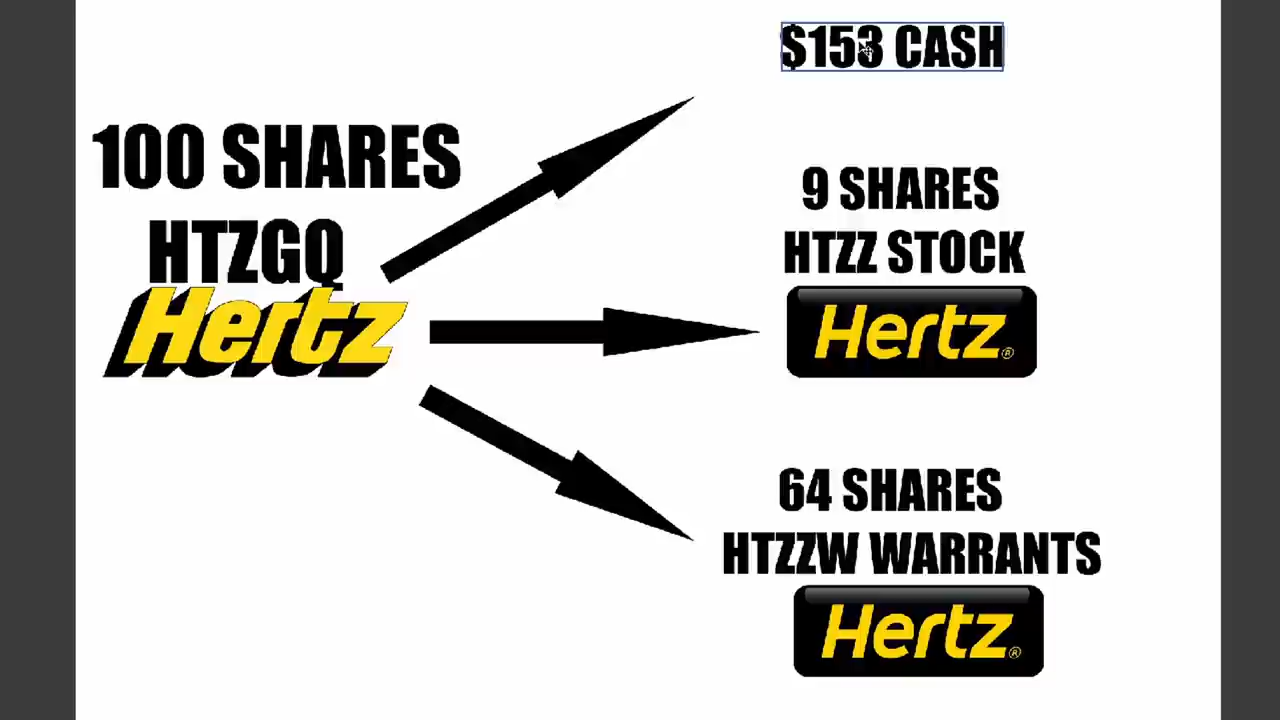 $153 CASH
100 SHARES
HTZGQ
Hertz
9 SHARES
HTZZ STOCK
Hertz®
64 SHARES
HTZZW WARRANTS
Hertz®